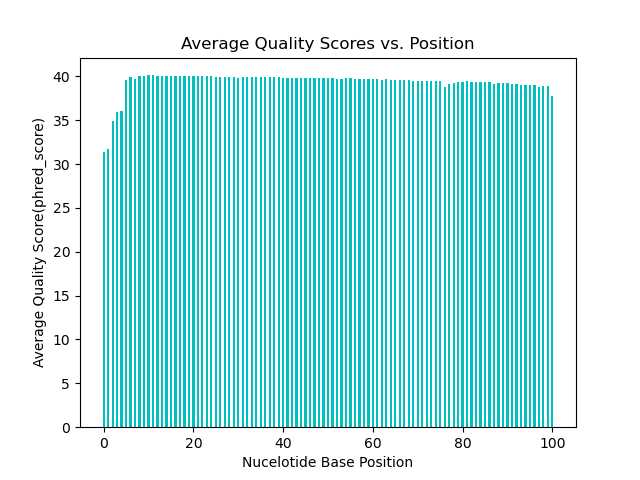 Average Quality Scores vs. Position
Average Quality Score(phred_score)
40
35
30
25
20
15
10
5
0
0 20 40 60 80 100
Nucelotide Base Position